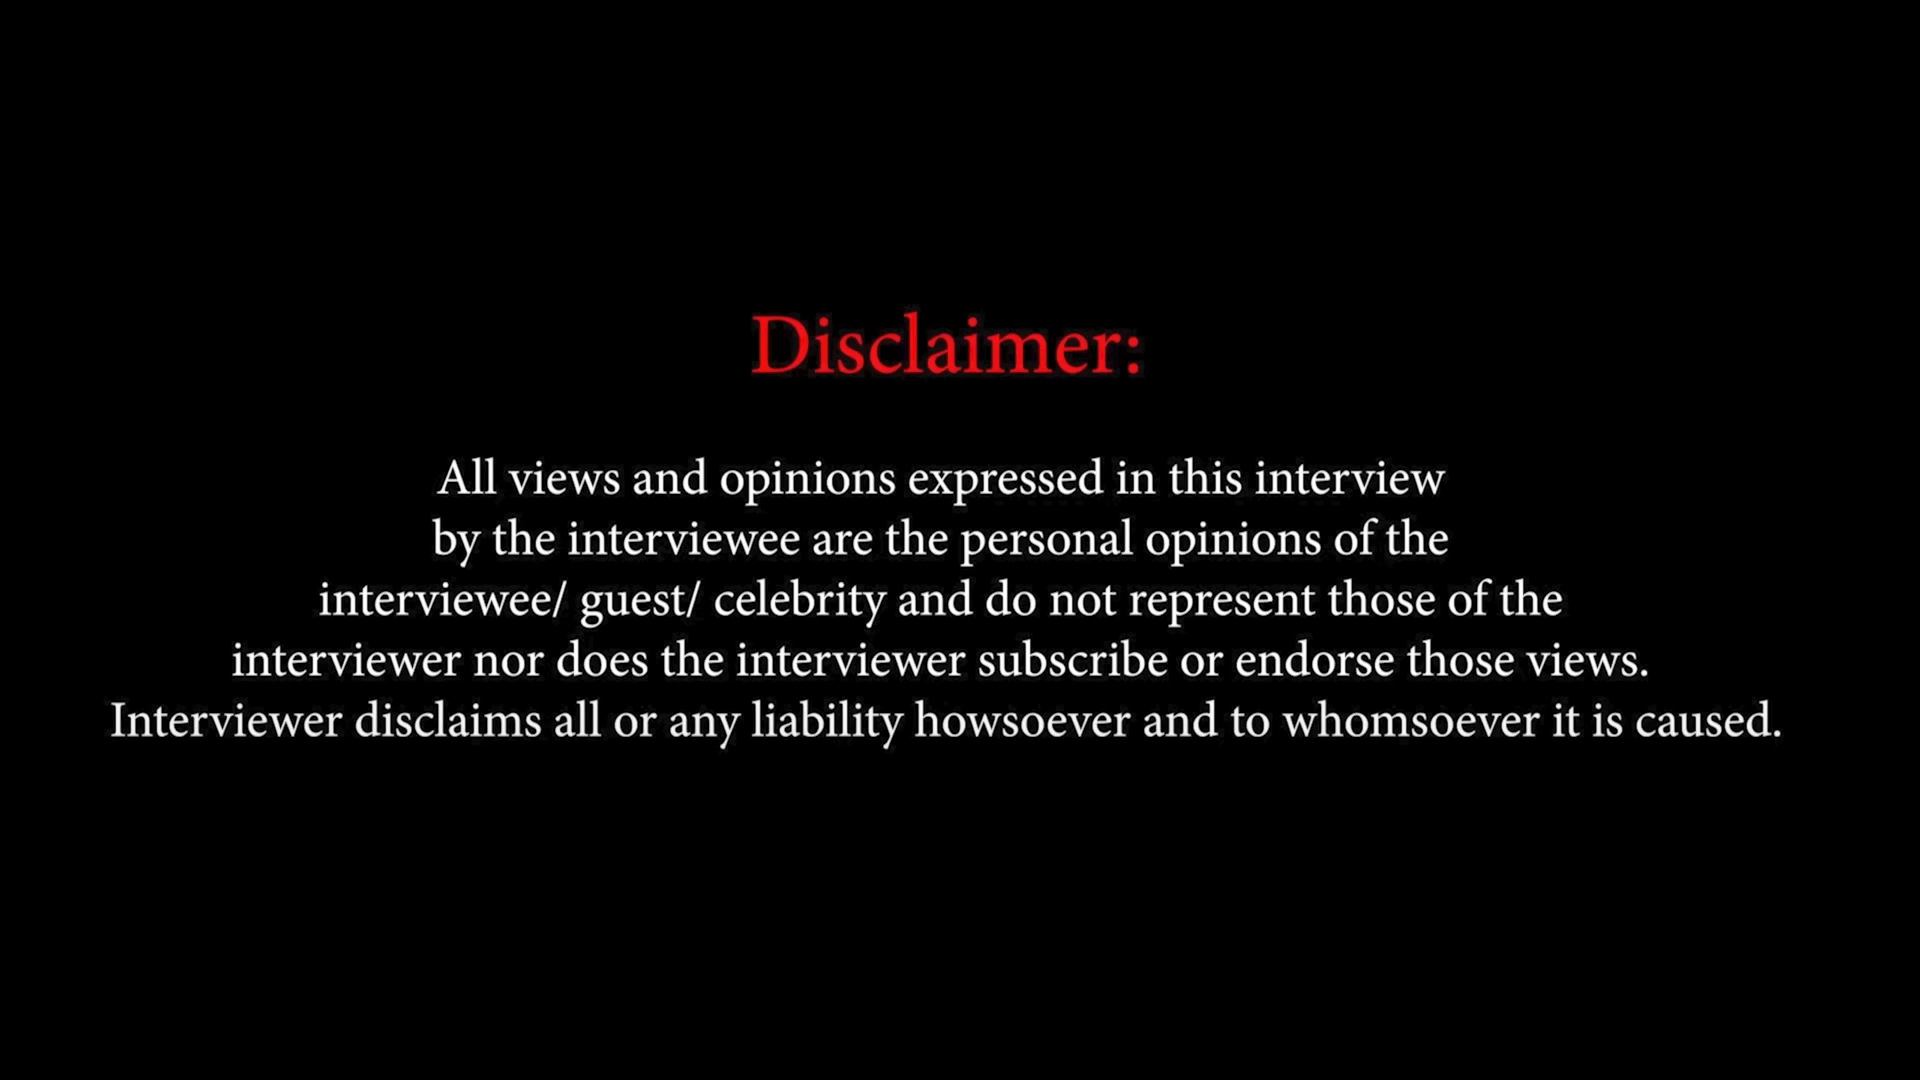 Disclaimer:
All views and opinions expressed in this interview
by the interviewee are the personal opinions of the
interviewee/ guest/ celebrity and do not represent those of the
interviewer nor does the interviewer subscribe or endorse those views.
Interviewer disclaims all or any liability howsoever and to whomsoever it is caused.